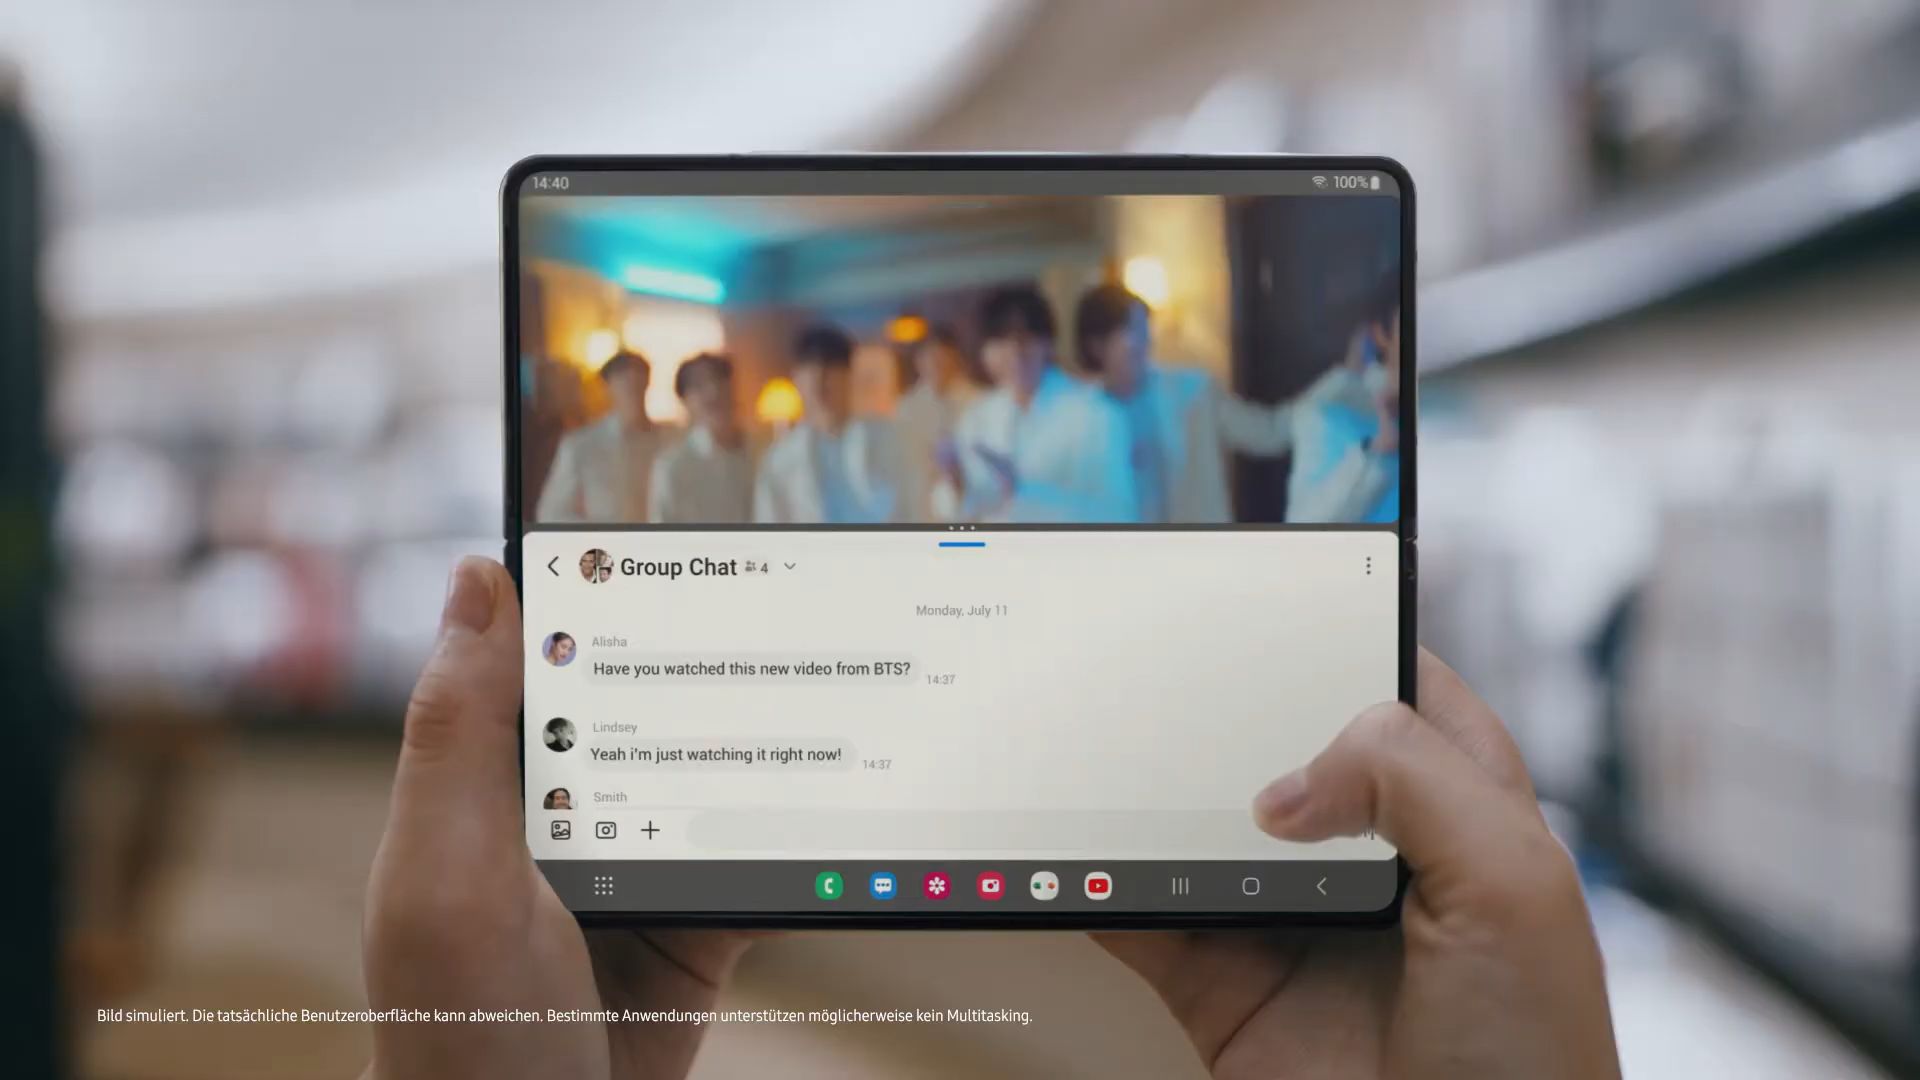 14:40
100%
Group Chat 4
Monday, July 11
Alisha
Have you watched this new video from BTS?
14:37
Lindsey
Yeah i'm just watching it right now!
14:37
Smith
Bild simuliert. Die tatsächliche Benutzeroberfläche kann abweichen. Bestimmte Anwendungen unterstützen möglicherweise kein Multitasking.